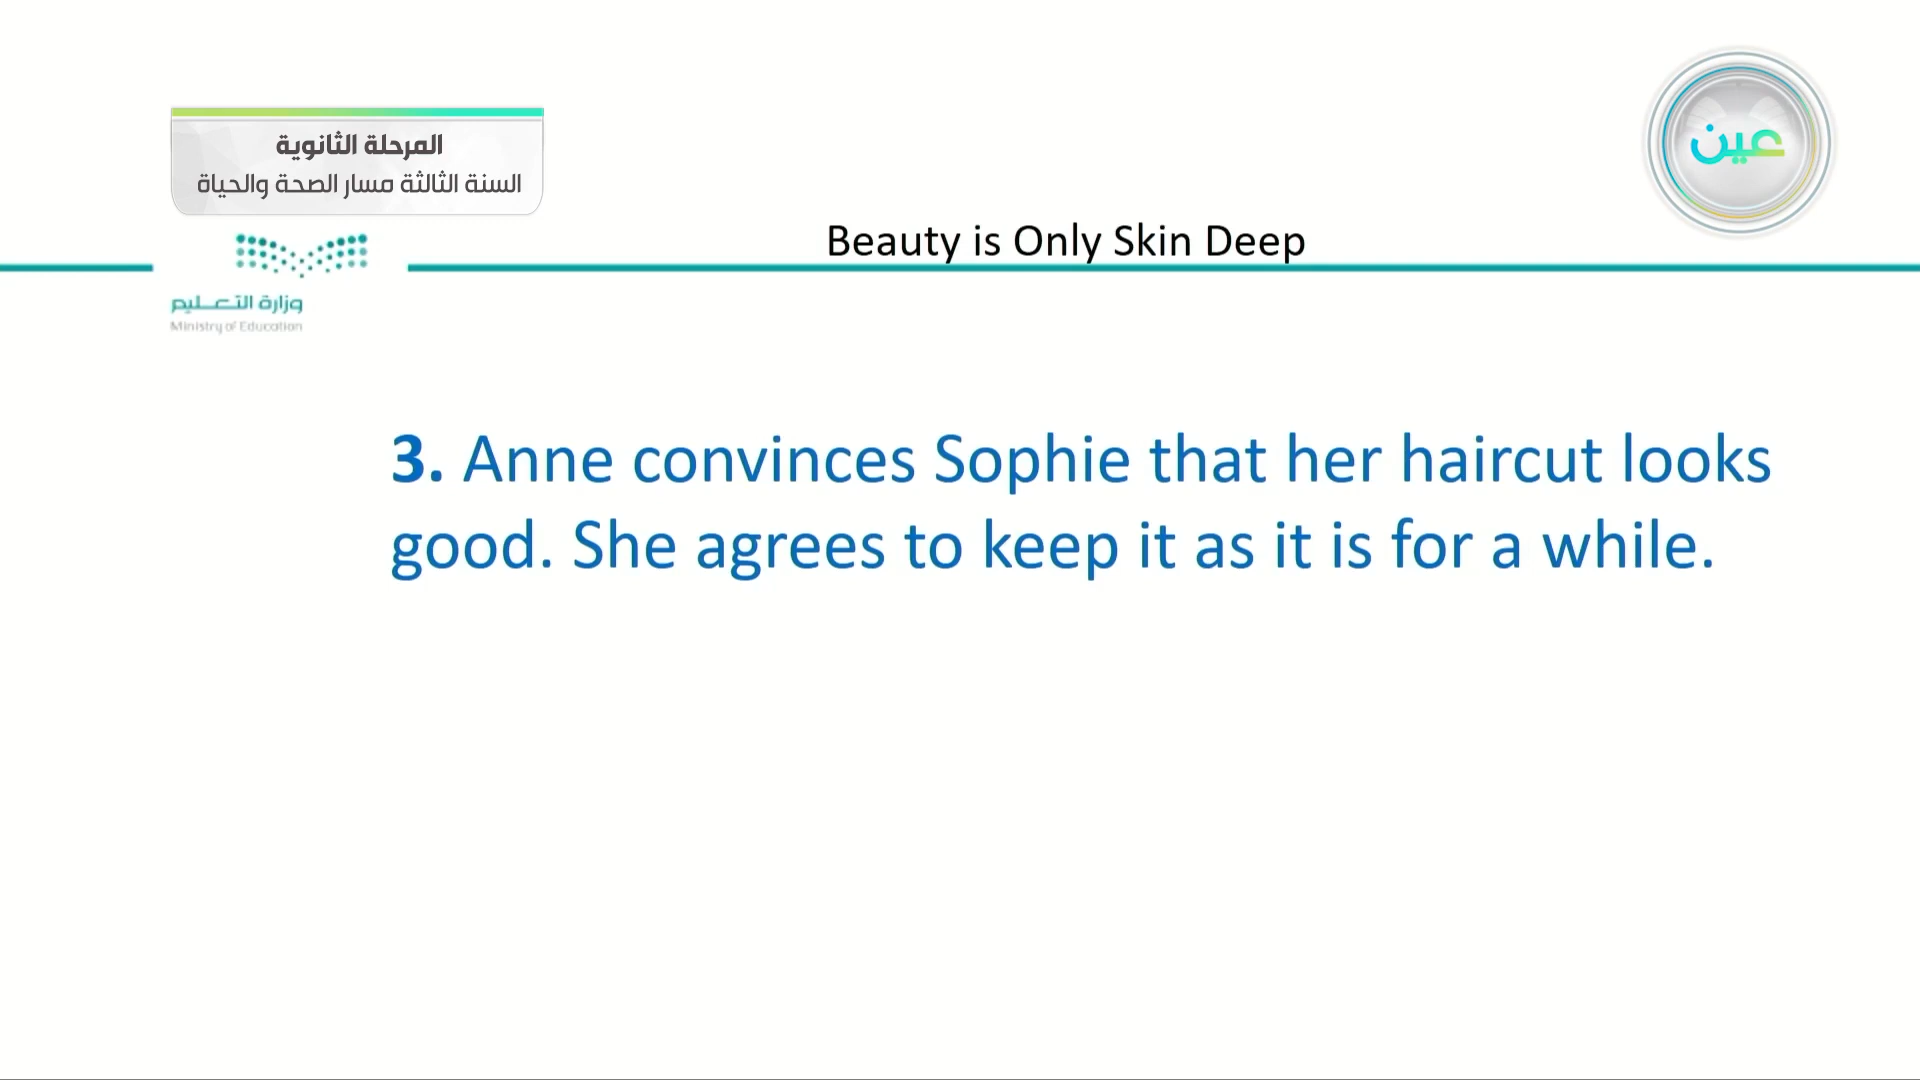 المرحلة الثانوية
السنة الثالثة مسار الصحة والحياة
عين
Beauty is Only Skin Deep
وزارة التعليم
Ministry of Education
3. Anne convinces Sophie that her haircut looks
good. She agrees to keep it as it is for a while.